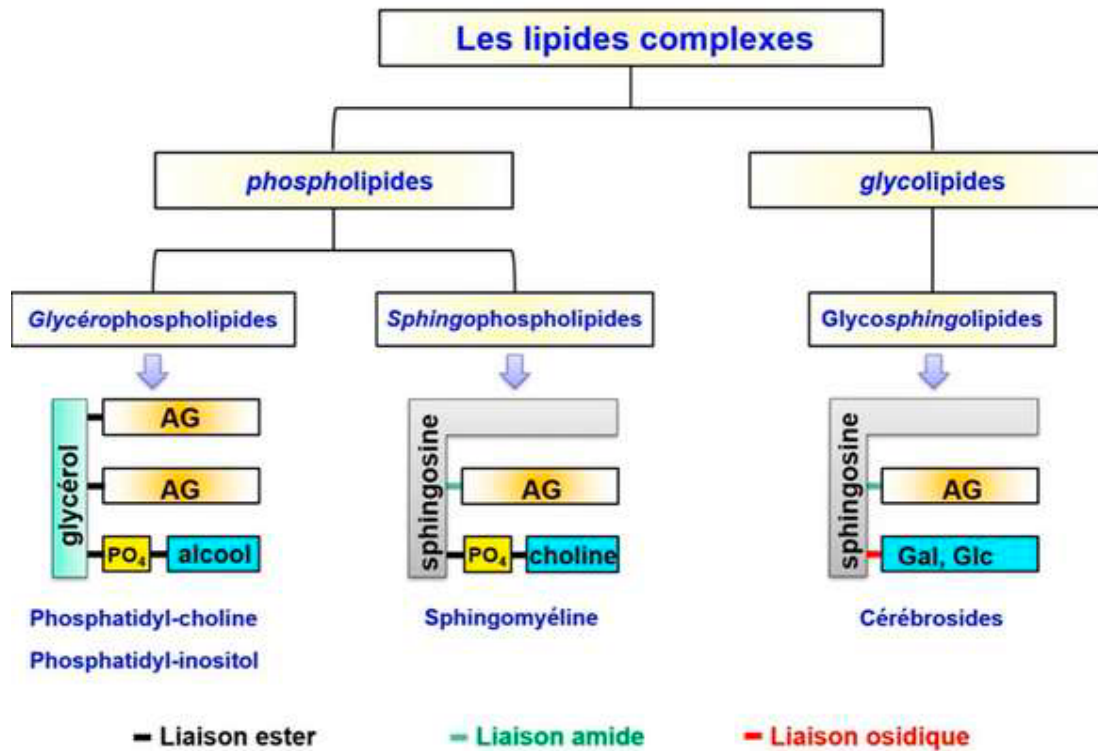 Les lipides complexes
phospholipides
glycolipides
Glycérophospholipides
Sphingophospholipides
Glycosphingolipides
glycérol
AG
AG
PO4
alcool
Phosphatidyl-choline
Phosphatidyl-inositol
sphingosine
AG
PO4
choline
Sphingomyéline
sphingosine
AG
Gal, Glc
Cérébrosides
Liaison ester
Liaison amide
Liaison osidique